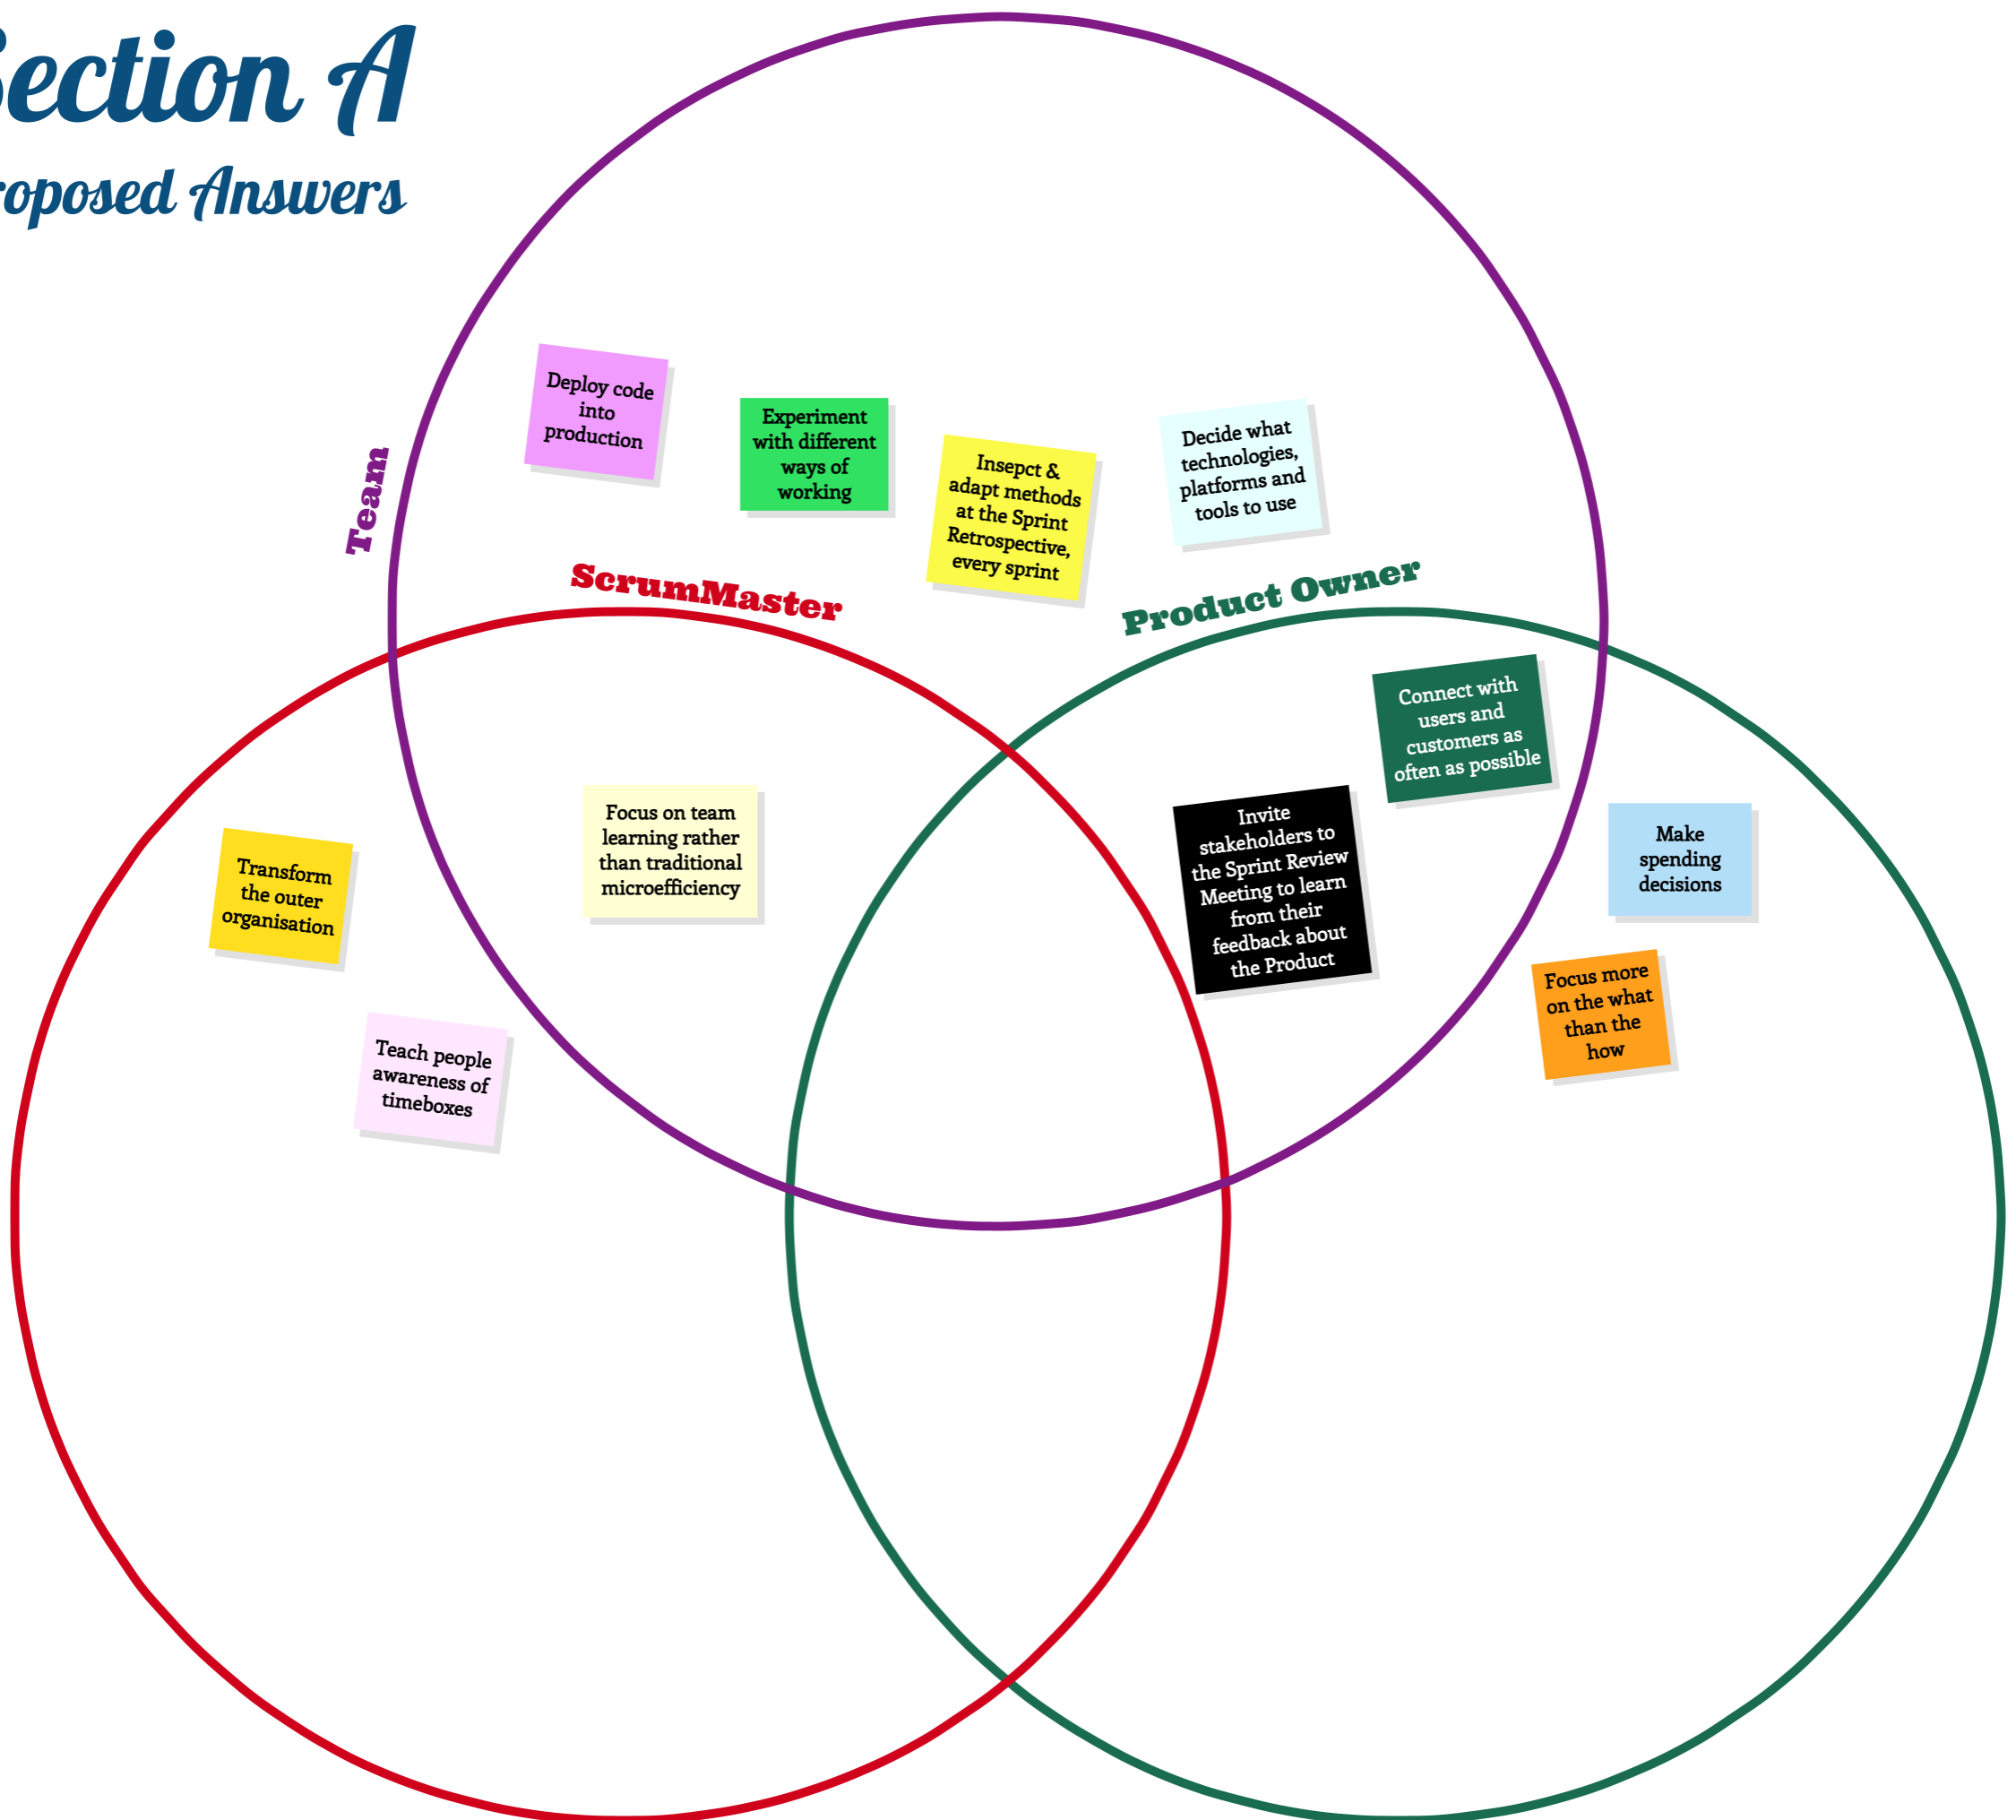 ection A
roposed Answers
Team
Deploy code
into
production
Experiment
with different
ways of
working
Insepct &
adapt methods
at the Sprint
Retrospective,
every sprint
Decide what
technologies,
platforms and
tools to use
ScrumMaster
Product Owner
Connect with
users and
customers as
often as possible
Focus on team
learning rather
than traditional
microefficiency
Invite
stakeholders to
the Sprint Review
Meeting to learn
from their
feedback about
the Product
Make
spending
decisions
Transform
the outer
organisation
Focus more
on the what
than the
how
Teach people
awareness of
timeboxes